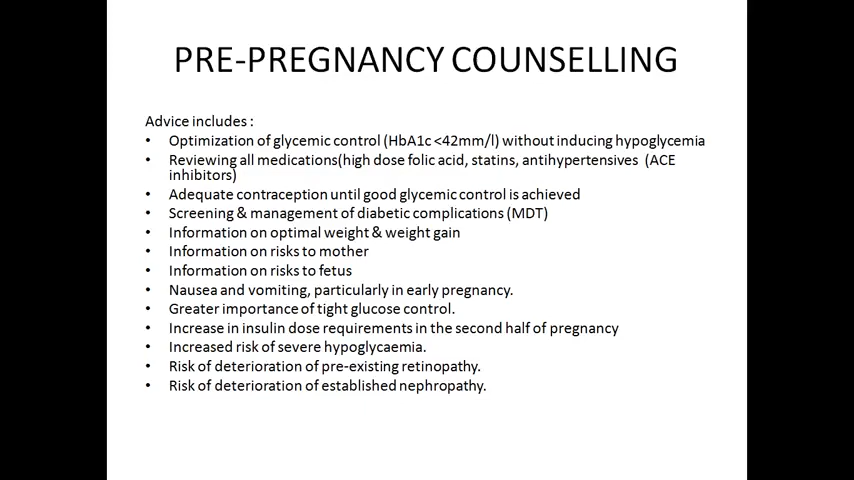 PRE-PREGNANCY COUNSELLING
Advice includes :
• Optimization of glycemic control (HbA1c <42mm/l) without inducing hypoglycemia
• Reviewing all medications(high dose folic acid, statins, antihypertensives (ACE
inhibitors)
• Adequate contraception until good glycemic control is achieved
• Screening & management of diabetic complications (MDT)
• Information on optimal weight & weight gain
• Information on risks to mother
• Information on risks to fetus
• Nausea and vomiting, particularly in early pregnancy.
• Greater importance of tight glucose control.
• Increase in insulin dose requirements in the second half of pregnancy
• Increased risk of severe hypoglycaemia.
• Risk of deterioration of pre-existing retinopathy.
• Risk of deterioration of established nephropathy.